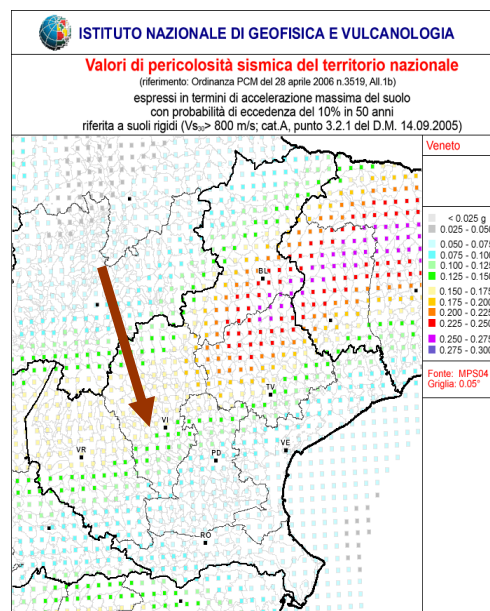 ISTITUTO NAZIONALE DI GEOFISICA E VULCANOLOGIA
Valori di pericolosità sismica del territorio nazionale
(riferimento: Ordinanza PCM del 28 aprile 2006 n.3519, All.1b)
espressi in termini di accelerazione massima del suolo
con probabilità di eccedenza del 10% in 50 anni
riferita a suoli rigidi (Vs30> 800 m/s; cat.A, punto 3.2.1 del D.M. 14.09.2005)
Veneto
< 0.025 g
0.025 - 0.050
0.050 - 0.075
0.075 - 0.100
0.100 - 0.125
0.125 - 0.150
0.150 - 0.175
0.175 - 0.200
0.200 - 0.225
0.225 - 0.250
0.250 - 0.275
0.275 - 0.300
Fonte: MPS04
Griglia: 0.05°
BL
TV
VI
VE
VR
PD
RO